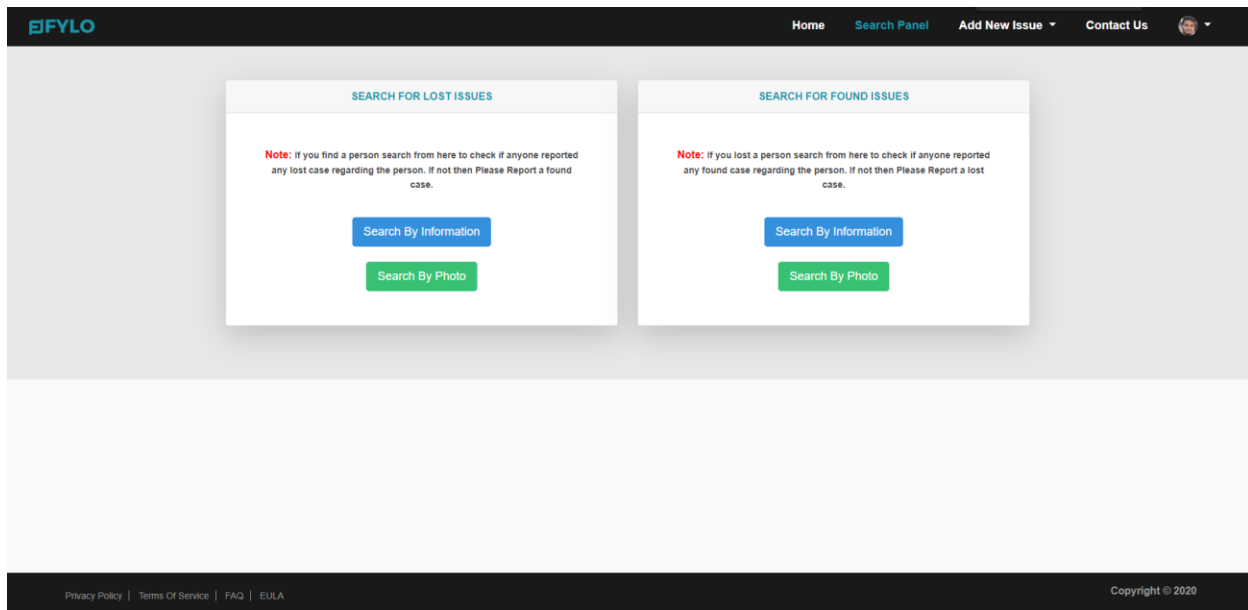 FYLO
Home
Search Panel
Add New Issue
Contact Us
SEARCH FOR LOST ISSUES
Note: If you find a person search from here to check if anyone reported
any lost case regarding the person. If not then Please Report a found
case.
Search By Information
Search By Photo
SEARCH FOR FOUND ISSUES
Note: If you lost a person search from here to check if anyone reported
any found case regarding the person. If not then Please Report a lost
case.
Search By Information
Search By Photo
Privacy Policy | Terms Of Service | FAQ | EULA
Copyright © 2020